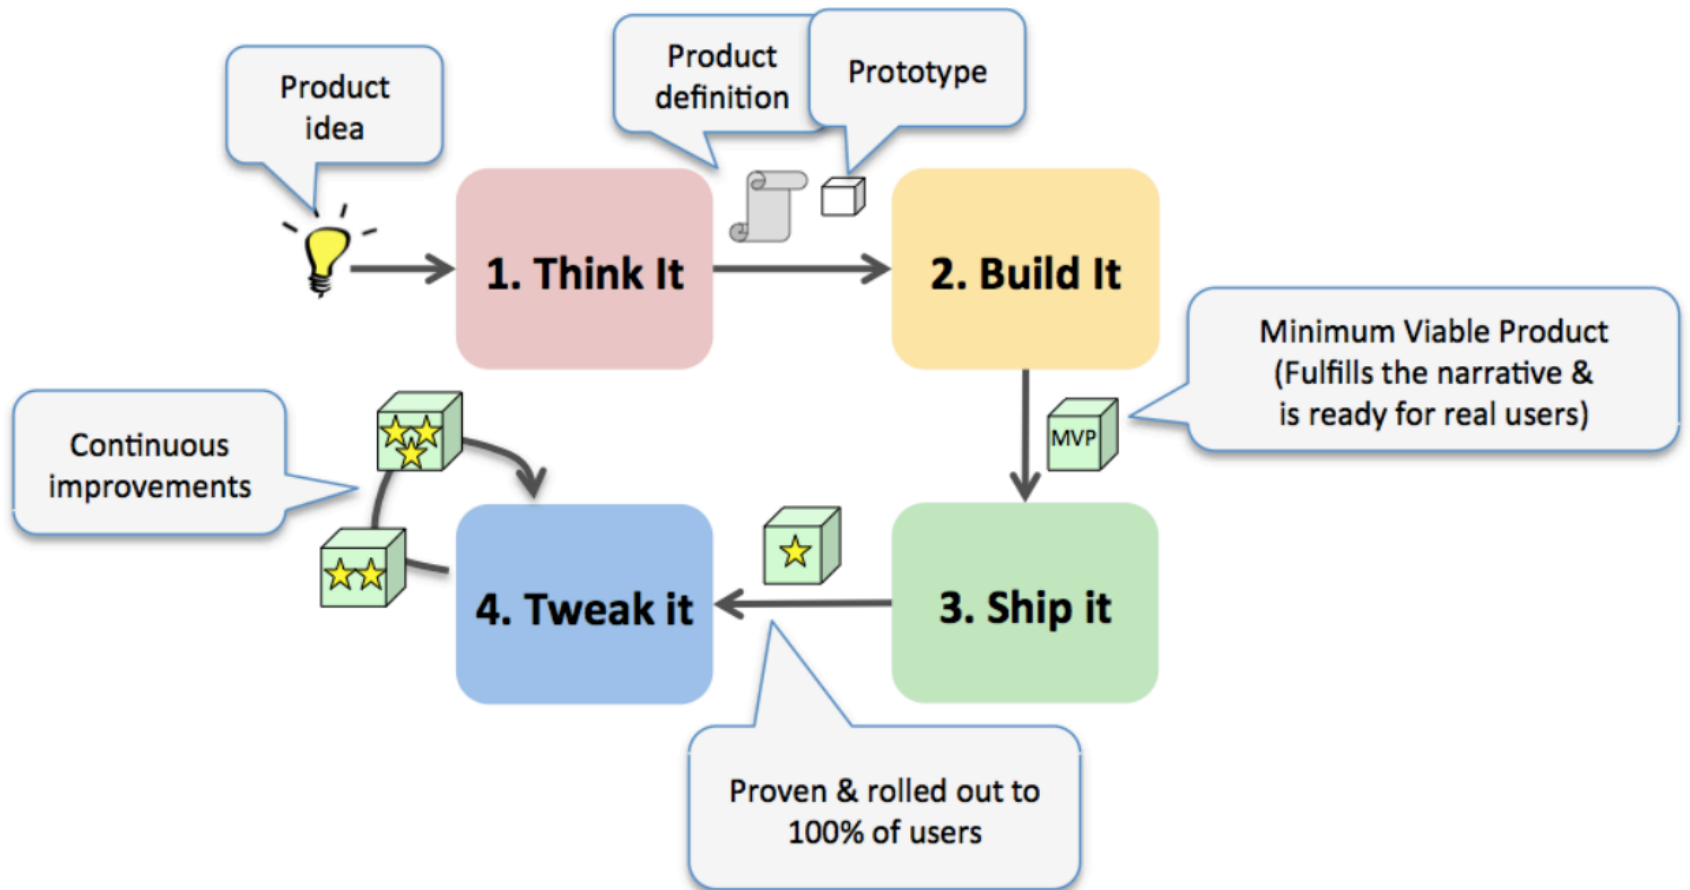 Product
idea
Product
definition
Prototype
1. Think It
2. Build It
Minimum Viable Product
(Fulfills the narrative &
is ready for real users)
MVP
Continuous
improvements
4. Tweak it
3. Ship it
Proven & rolled out to
100% of users